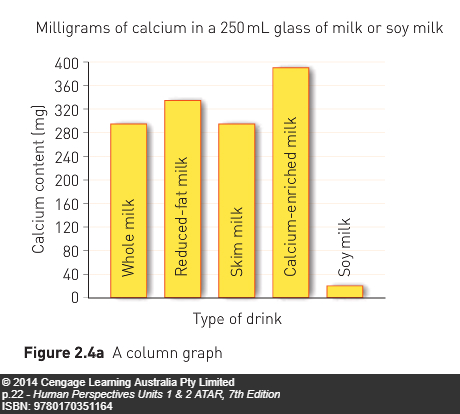 Milligrams of calcium in a 250 mL glass of milk or soy milk
400
360
320
280
240
200
160
120
80
40
0
Calcium content (mg)
Whole milk
Reduced-fat milk
Skim milk
Calcium-enriched milk
Soy milk
Type of drink
Figure 2.4a A column graph
© 2014 Cengage Learning Australia Pty Limited
p.22 - Human Perspectives Units 1 & 2 ATAR, 7th Edition
ISBN: 9780170351164